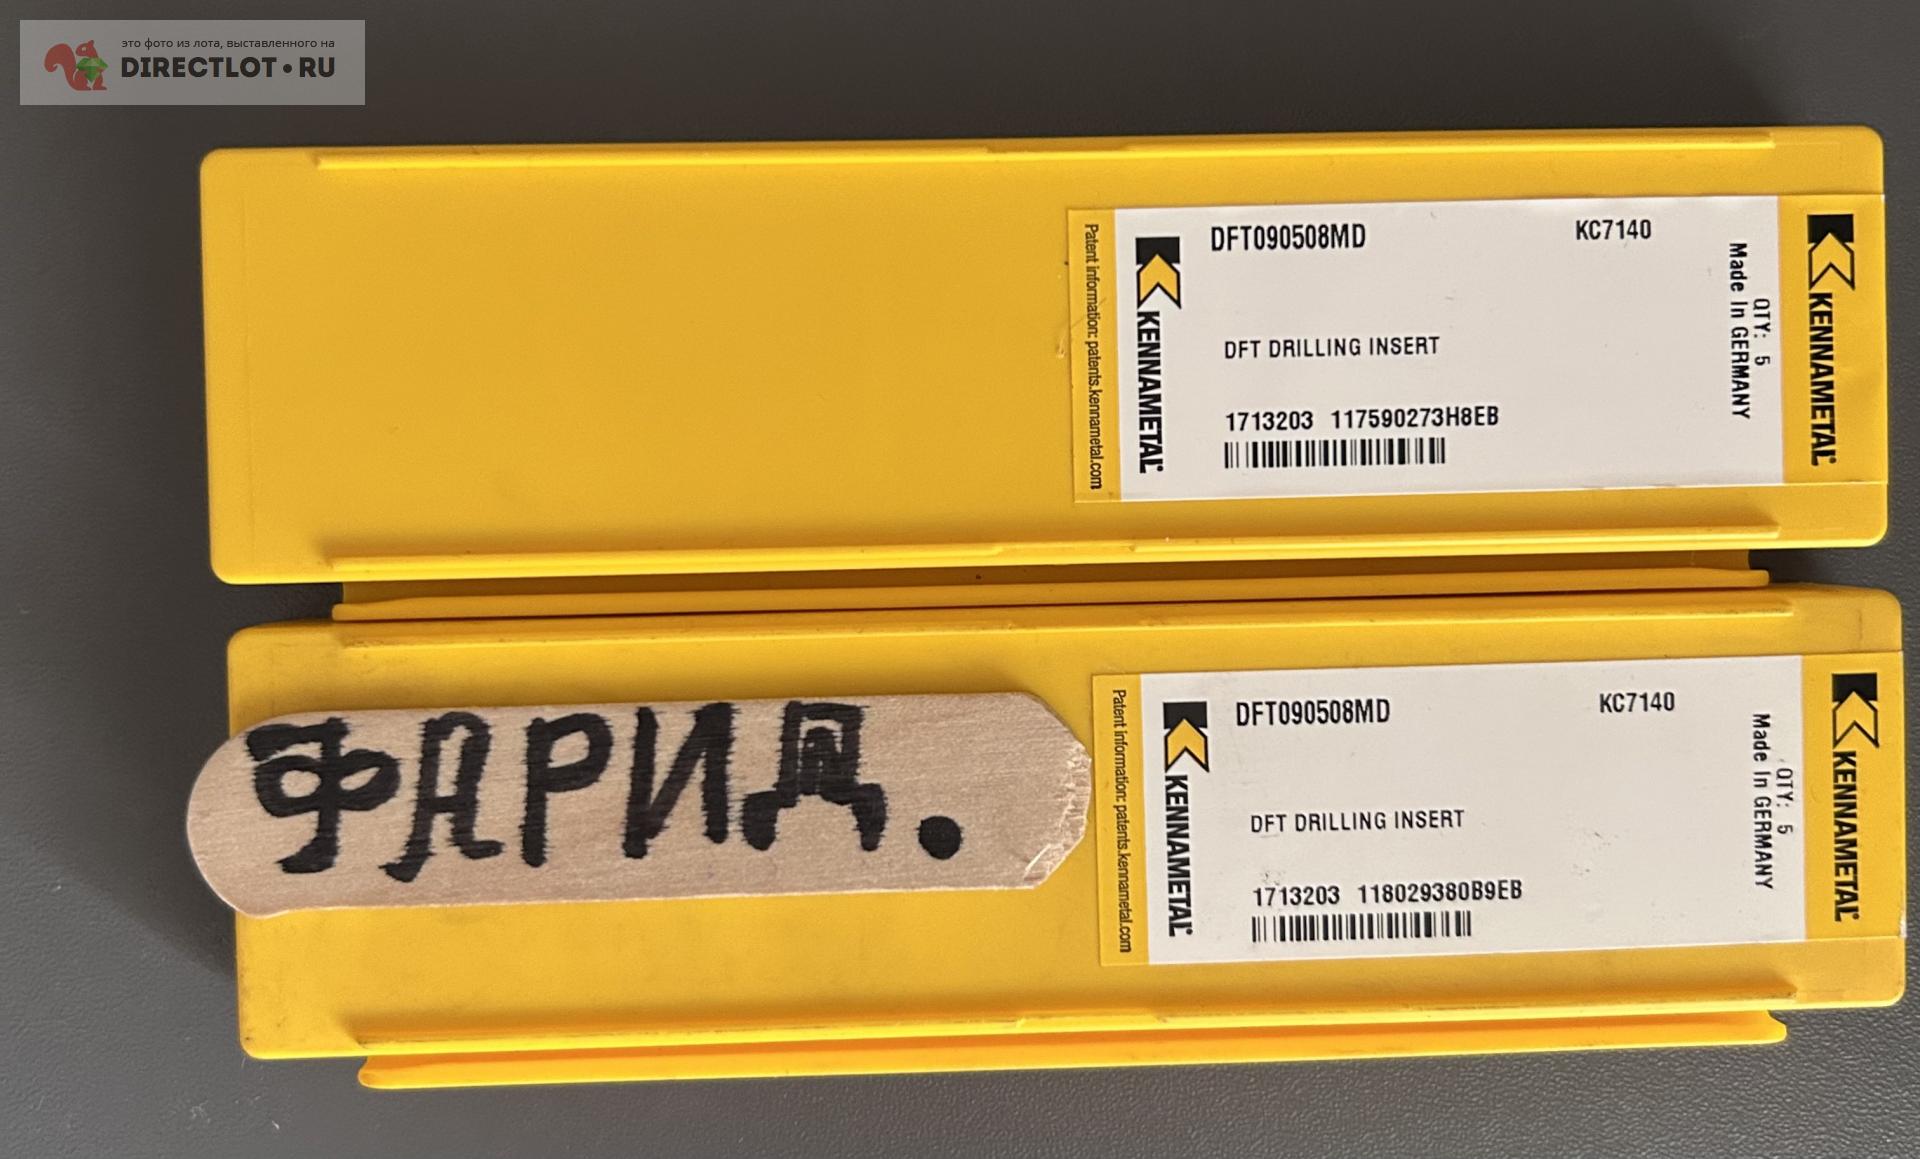 это фото из лота, выставленного на
DIRECTLOT•RU
Patent information: patents.kennametal.com
KENNAMETAL
DFT090508MD KC7140
DFT DRILLING INSERT
1713203 117590273H8EB
QTY: 5
Made In GERMANY
KENNAMETAL
ФАРИД.
Patent information: patents.kennametal.com
KENNAMETAL
DFT090508MD KC7140
DFT DRILLING INSERT
1713203 118029380B9EB
QTY: 5
Made In GERMANY
KENNAMETAL